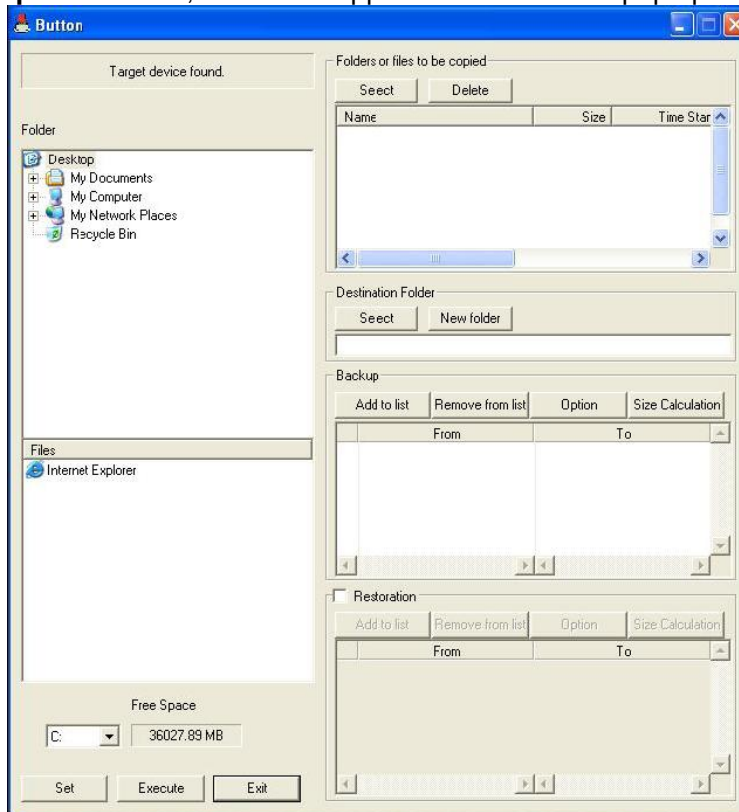 Button
Target device found.
Folder
Desktop
My Documents
My Computer
My Network Places
Recycle Bin
Files
Internet Explorer
Free Space
C: 36027.89 MB
Set Execute Exit
Folders or files to be copied
Seect Delete
Name Size Time Star
Destination Folder
Seect New folder
Backup
Add to list Remove from list Option Size Calculation
From To
Restoration
Add to list Remove from list Option Size Calculation
From To